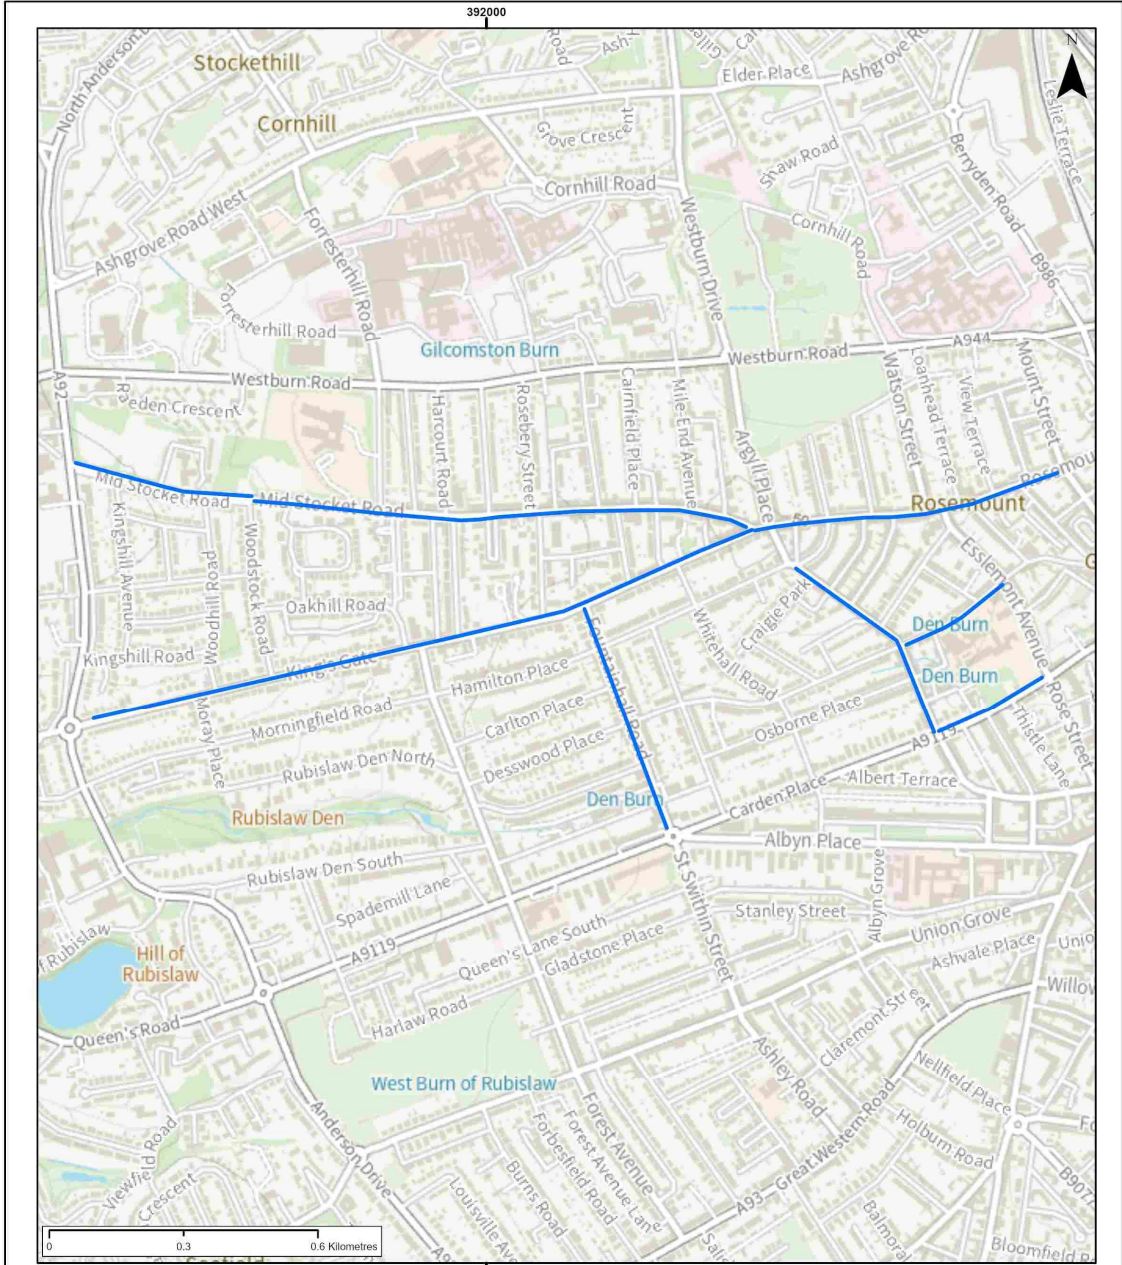 392000
N
Stockethill
Cornhill
North Anderson
Road
Elder Place
Ashgrove
Leslie Terrace
Grove Crescent
Shaw Road
Berryden Road
Cornhill Road
Cornhill Road
Ashgrove Road West
Forresterhill Road
Westburn Drive
B986
Forresterhill Road
Gilcomston Burn
Westburn Road
A944
A92
Westburn Road
Raeden Crescent
Harcourt Road
Rosebery Street
Cairnfield Place
Mile-End Avenue
Argyll Place
Watson Street
Loanhead Terrace
View Terrace
Mount Street
Mid Stocket Road
Mid Stocket Road
Rosemount
Kingshill Avenue
Woodhill Road
Woodstock Road
Oakhill Road
Esslemont Avenue
Craigie Park
Den Burn
Kingshill Road
King's Gate
Fountainhall Road
Whitehall Road
Den Burn
Hamilton Place
Moray Place
Morningfield Road
Carlton Place
Osborne Place
Rose Street
Thistle Lane
Desswood Place
A9119
Rubislaw Den North
Albert Terrace
Den Burn
Carden Place
Rubislaw Den
Albyn Place
Rubislaw Den South
Albyn Grove
Spademill Lane
St Swithin Street
Stanley Street
Union Grove
Queen's Lane South
Gladstone Place
Ashvale Place
A9119
of Rubislaw
Hill of
Rubislaw
Harlaw Road
Claremont Street
Queen's Road
West Burn of Rubislaw
Ashley Road
Nellfield Place
Anderson Drive
Forest Avenue
Forest Avenue Lane
Forbesfield Road
Holburn Road
Viewfield Road
Burns Road
A93-Great Western Road
B9077
Crescent
Louisville
Balmoral
Bloomfield
0 0.3 0.6 Kilometres